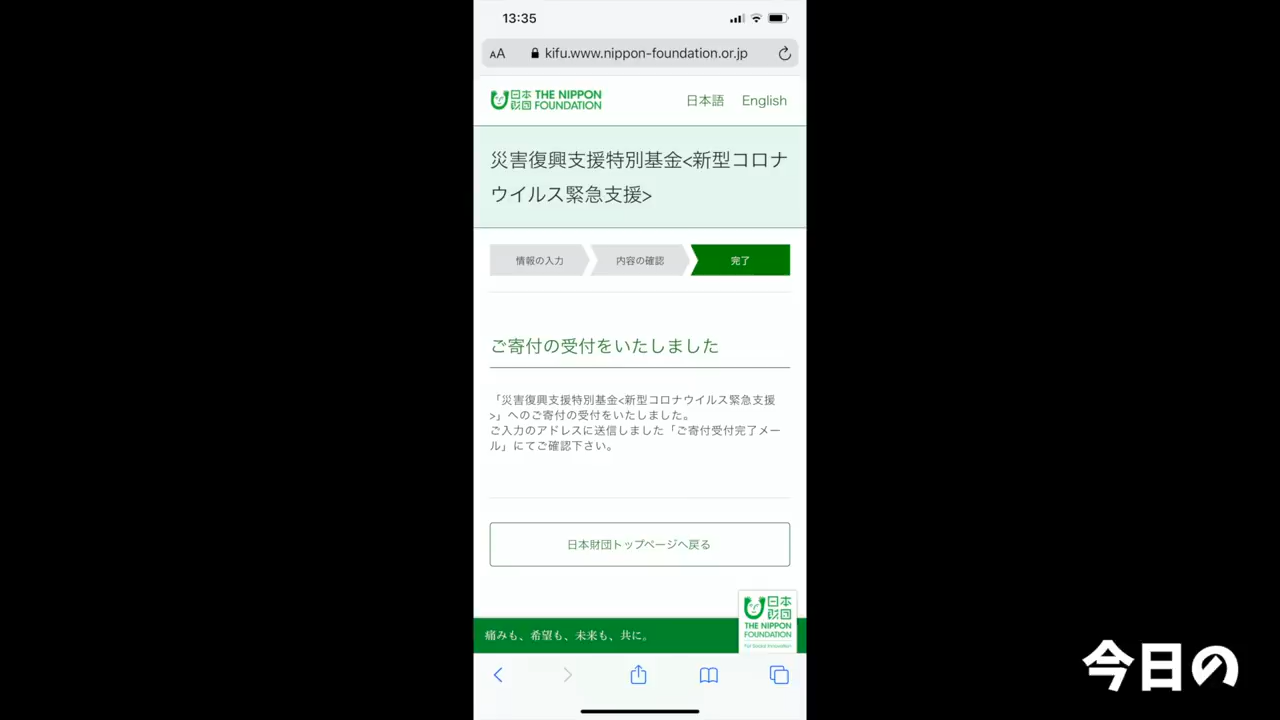 13:35
AA kifu.www.nippon-foundation.or.jp
日本財団 THE NIPPON FOUNDATION
日本語 English
災害復興支援特別基金<新型コロナ
ウイルス緊急支援>
情報の入力 内容の確認 完了
ご寄付の受付をいたしました
「災害復興支援特別基金<新型コロナウイルス緊急支援
>」へのご寄付の受付をいたしました。
ご入力のアドレスに送信しました「ご寄付受付完了メー
ル」にてご確認下さい。
日本財団トップページへ戻る
痛みも、希望も、未来も、共に。
日本
財団
THE NIPPON
FOUNDATION
For Social Innovation
今日の